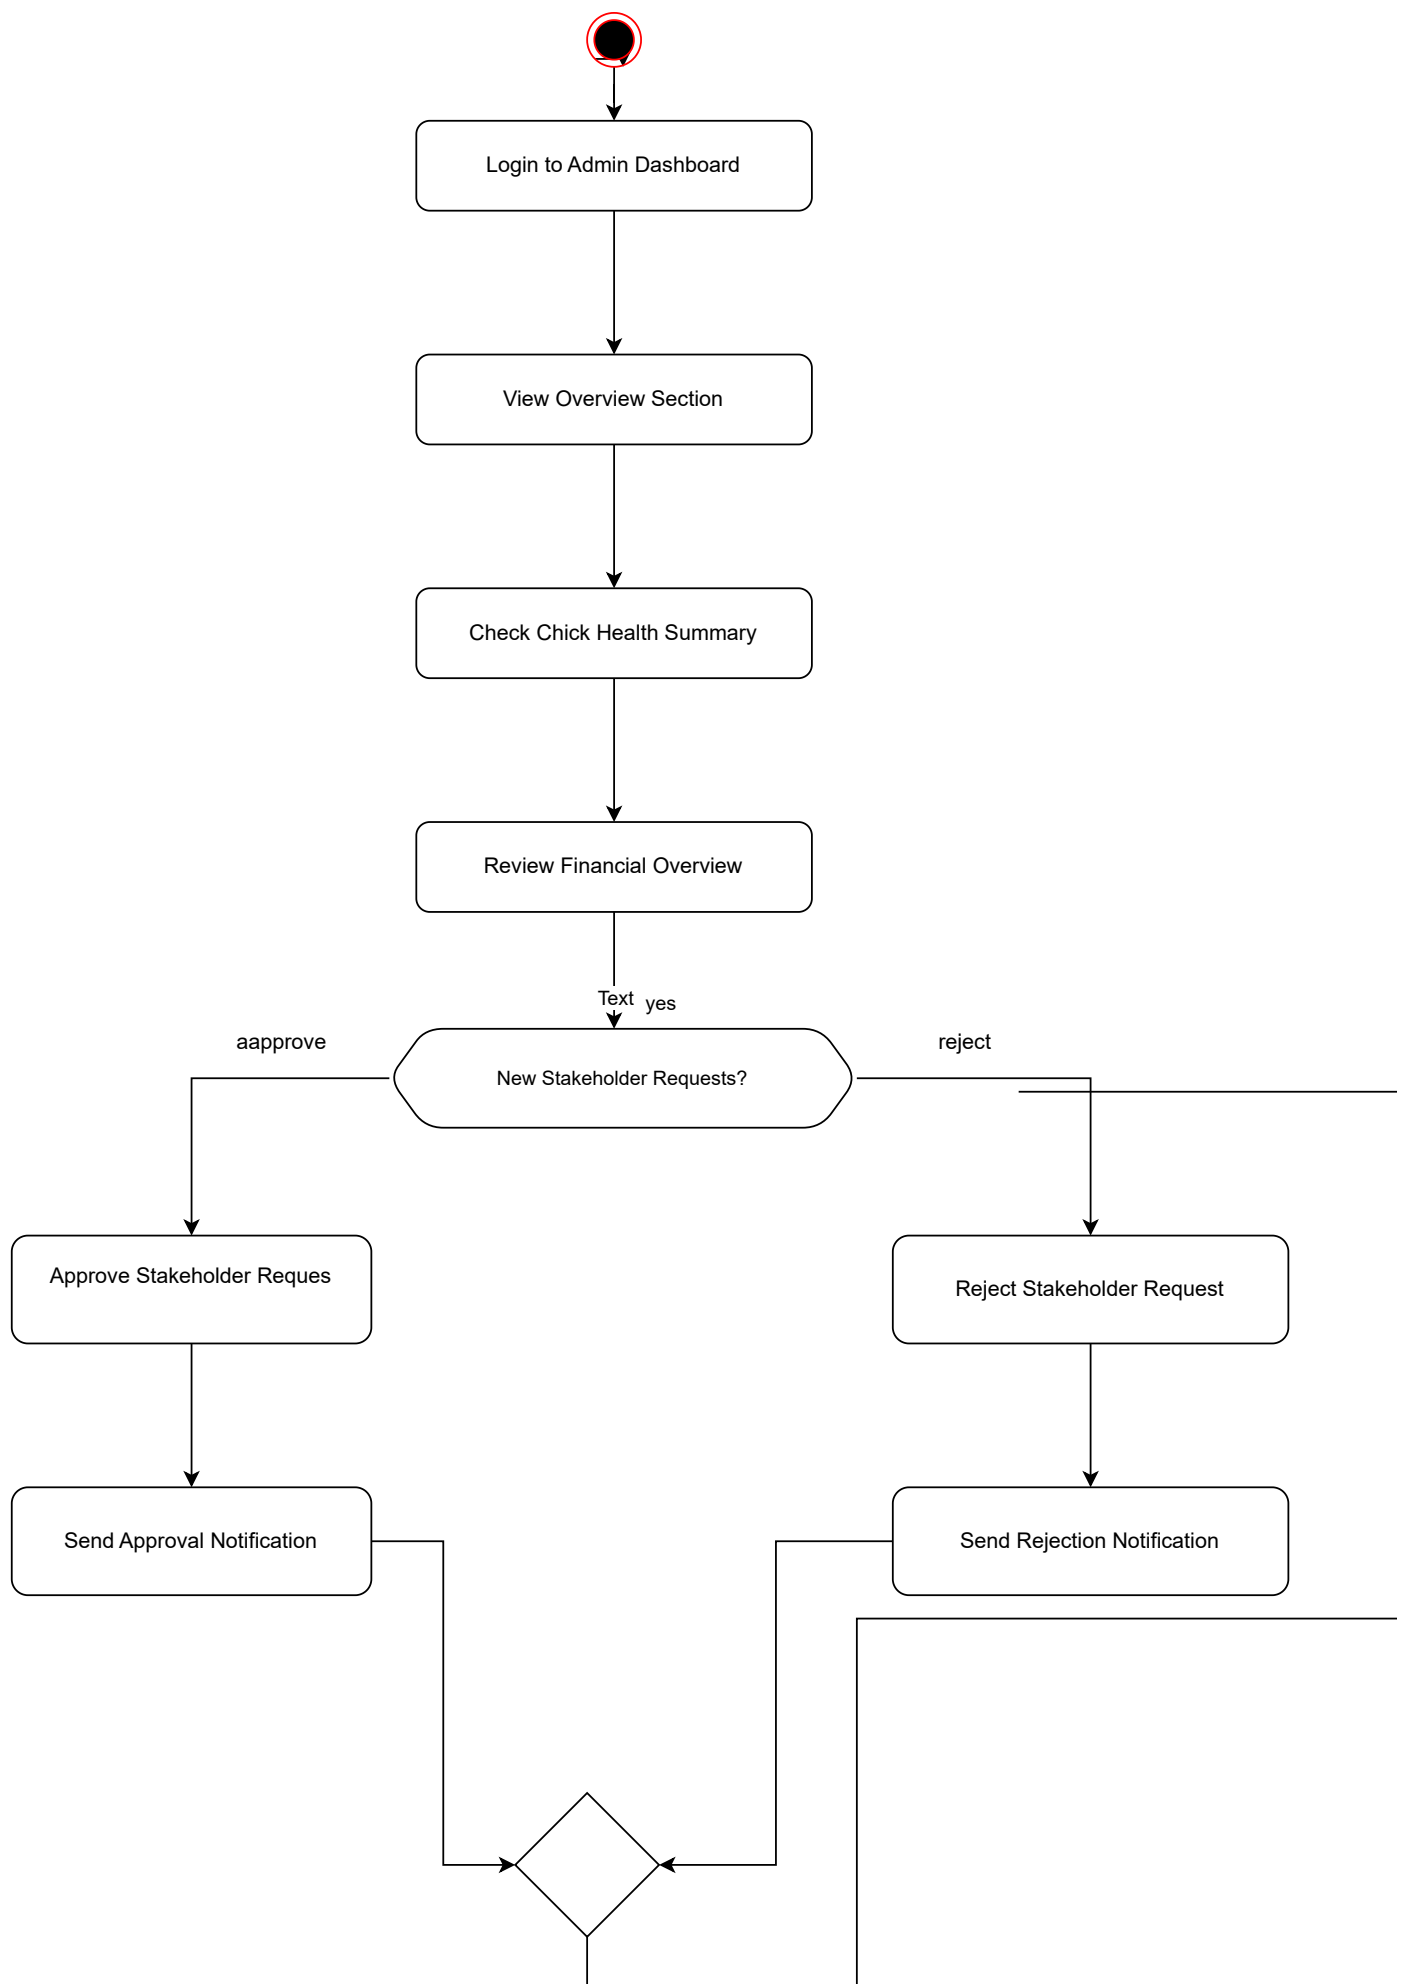 Login to Admin Dashboard
View Overview Section
Check Chick Health Summary
Review Financial Overview
Text
yes
aapprove
reject
New Stakeholder Requests?
Approve Stakeholder Reques
Reject Stakeholder Request
Send Approval Notification
Send Rejection Notification